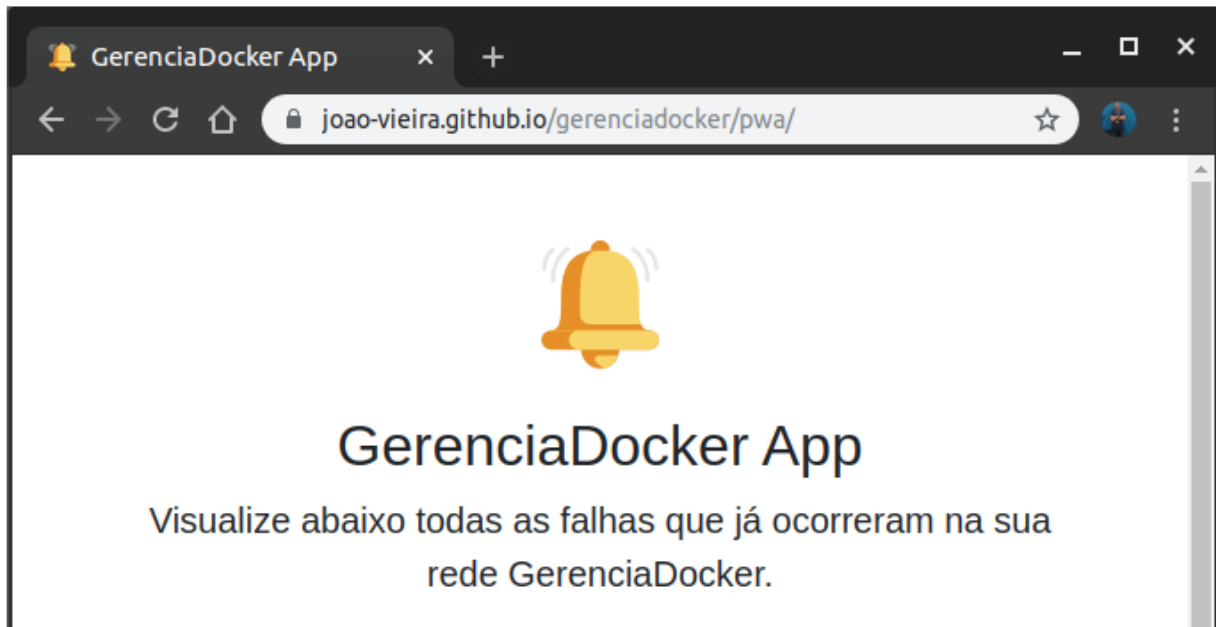 GerenciaDocker App
joao-vieira.github.io/gerenciadocker/pwa/
GerenciaDocker App
Visualize abaixo todas as falhas que já ocorreram na sua
rede GerenciaDocker.